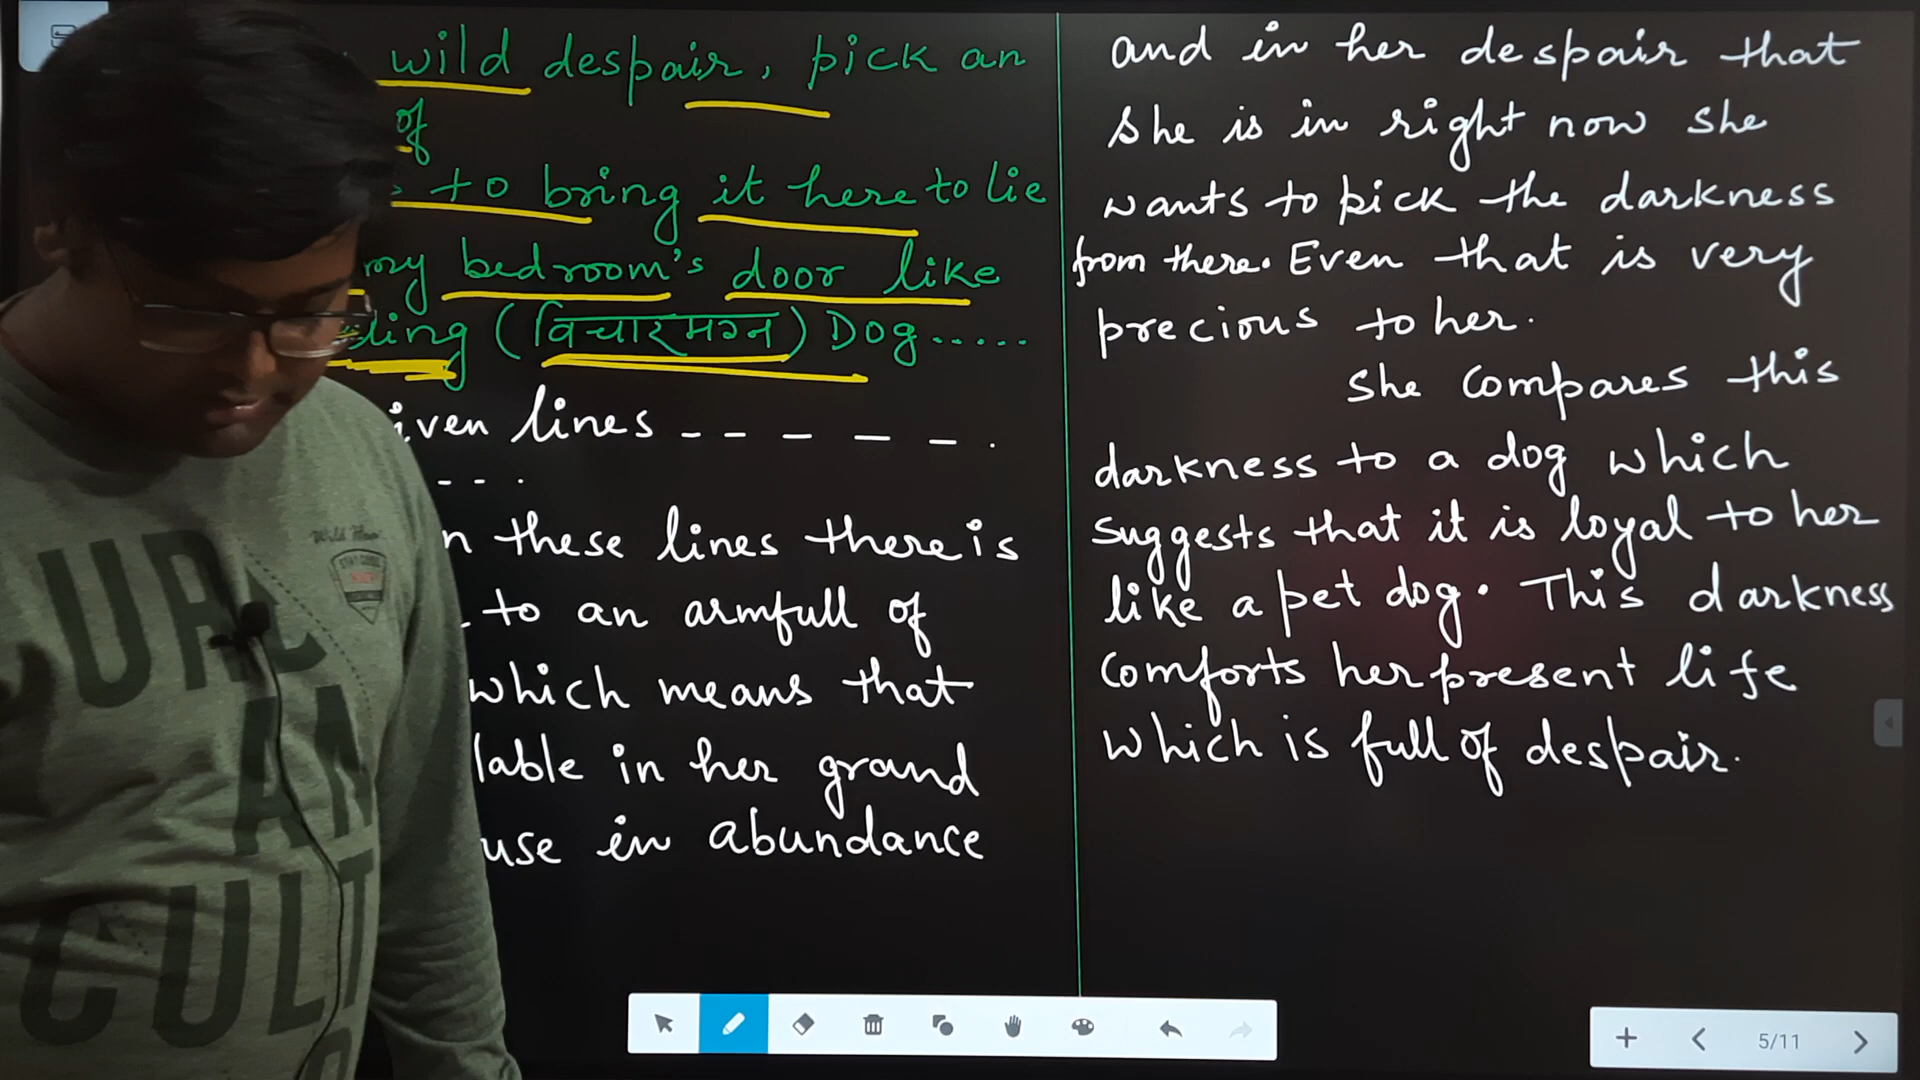 wild despair, pick an
of
to bring it here to lie
my bedroom's door like
ding (विचारमग्न) Dog.....
iven lines - - - - - .
- - - .
n these lines there is
to an armfull of
which means that
lable in her grand
use in abundance
and in her despair that
she is in right now she
wants to pick the darkness
from there. Even that is very
precious to her.
She compares this
darkness to a dog which
suggests that it is loyal to her
like a pet dog. This darkness
comforts her present life
which is full of despair.
URBAN
CULT
5/11